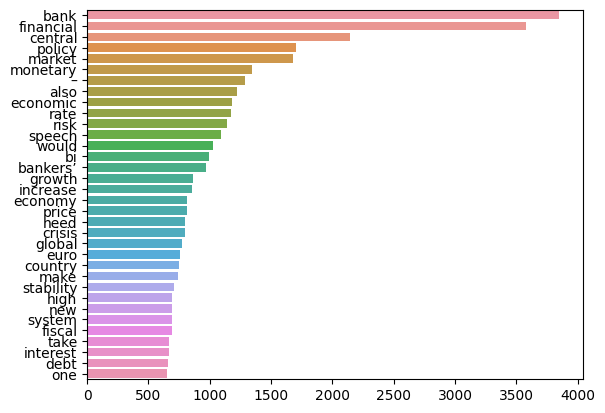 bank
financial
central
policy
market
monetary
–
also
economic
rate
risk
speech
would
bi
bankers’
growth
increase
economy
price
need
crisis
global
euro
country
make
stability
high
new
system
fiscal
take
interest
debt
one
0 500 1000 1500 2000 2500 3000 3500 4000